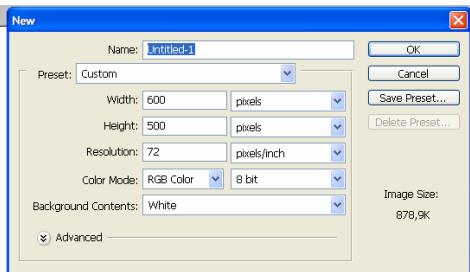 New
Name: Untitled-1
OK
Preset: Custom
Cancel
Width: 600 pixels
Save Preset...
Height: 500 pixels
Delete Preset...
Resolution: 72 pixels/inch
Color Mode: RGB Color 8 bit
Image Size:
Background Contents: White
878,9K
Advanced